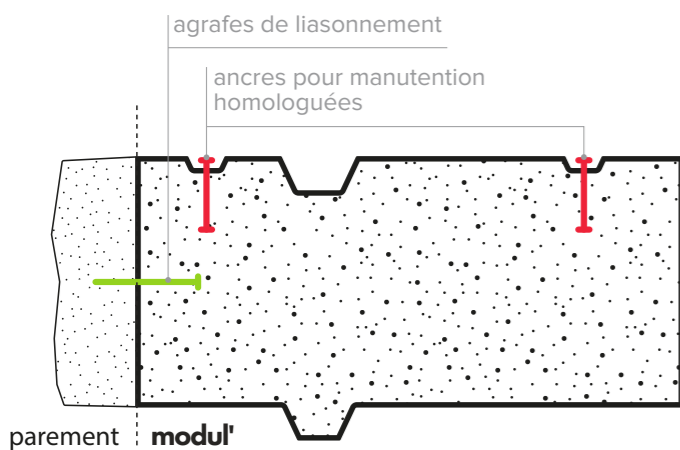 agrafes de liasonnement
ancres pour manutention
homologuées
parement modul'